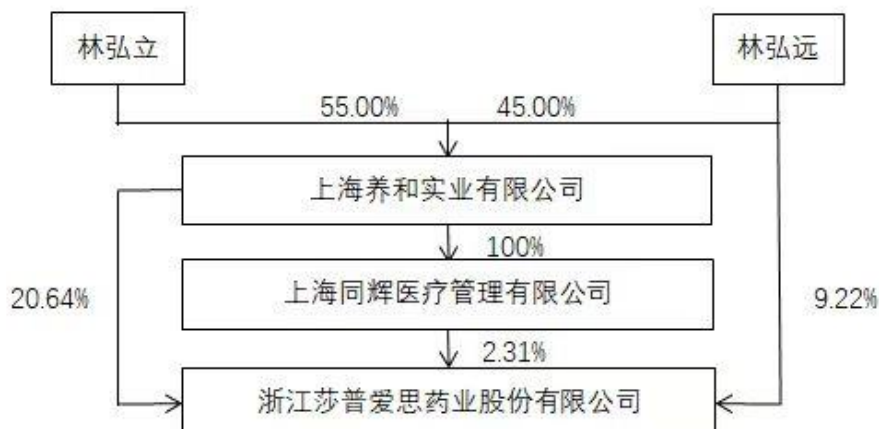 林弘立
林弘远
55.00%
45.00%
上海养和实业有限公司
100%
20.64%
上海同辉医疗管理有限公司
9.22%
2.31%
浙江莎普爱思药业股份有限公司